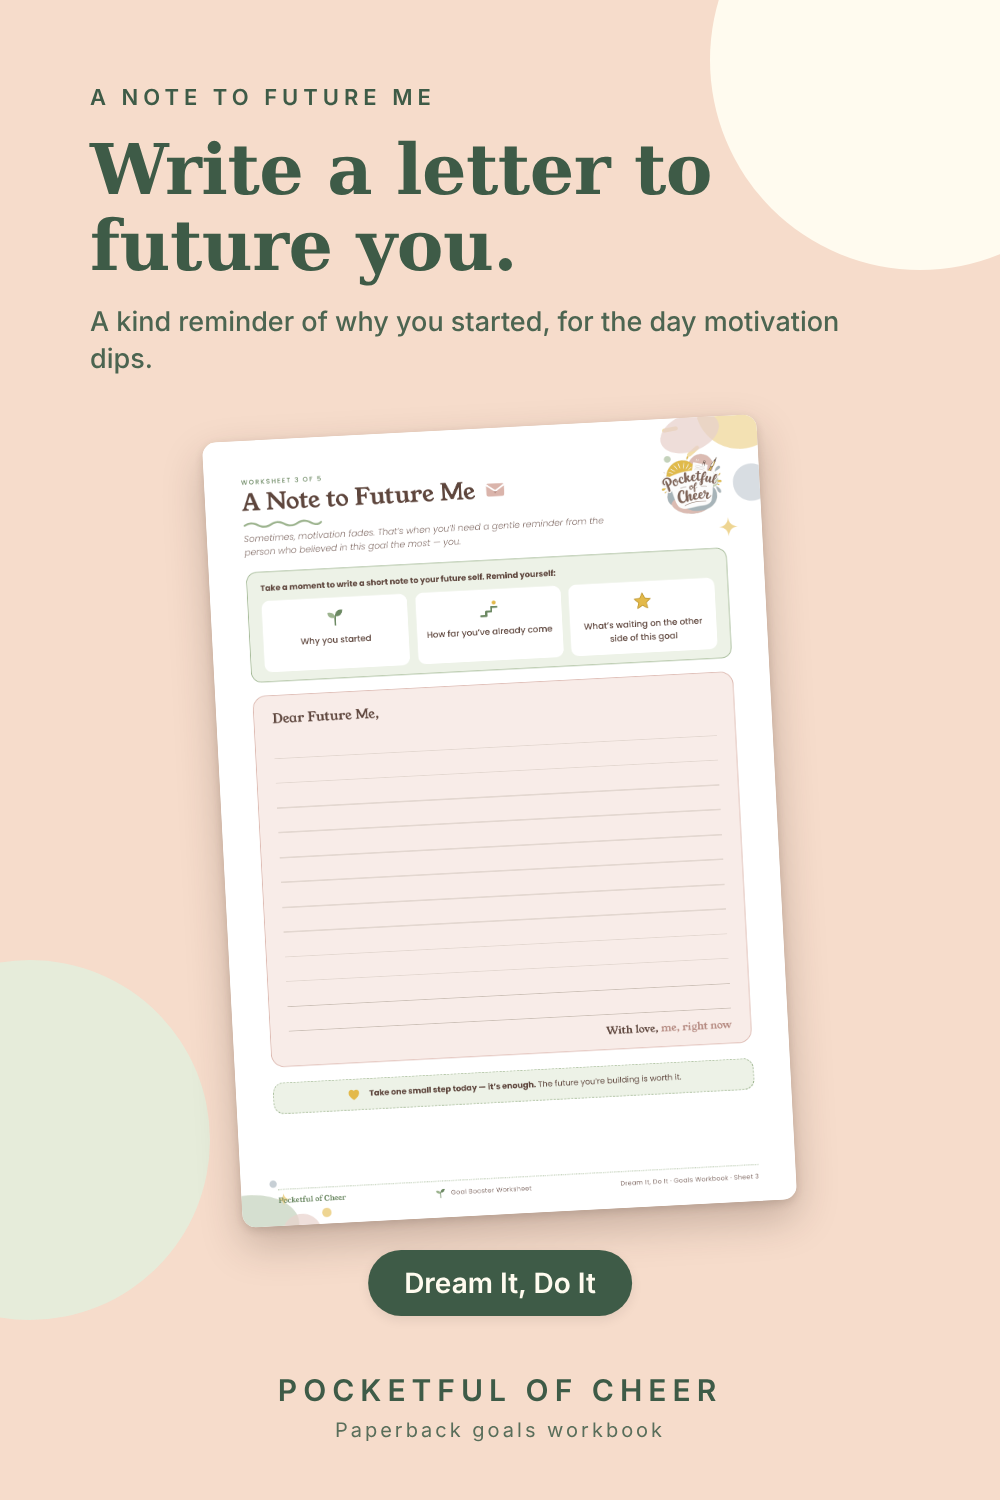 A NOTE TO FUTURE ME
Write a letter to
future you.
A kind reminder of why you started, for the day motivation
dips.
WORKSHEET 3 OF 5
A Note to Future Me
Pocketful
of
Cheer
Sometimes, motivation fades. That's when you'll need a gentle reminder from the
person who believed in this goal the most — you.
Take a moment to write a short note to your future self. Remind yourself:
Why you started
How far you've already come
What's waiting on the other
side of this goal
Dear Future Me,
With love, me, right now
Take one small step today — it's enough. The future you're building is worth it.
Pocketful of Cheer
Goal Booster Worksheet
Dream It, Do It · Goals Workbook · Sheet 3
Dream It, Do It
POCKETFUL OF CHEER
Paperback goals workbook